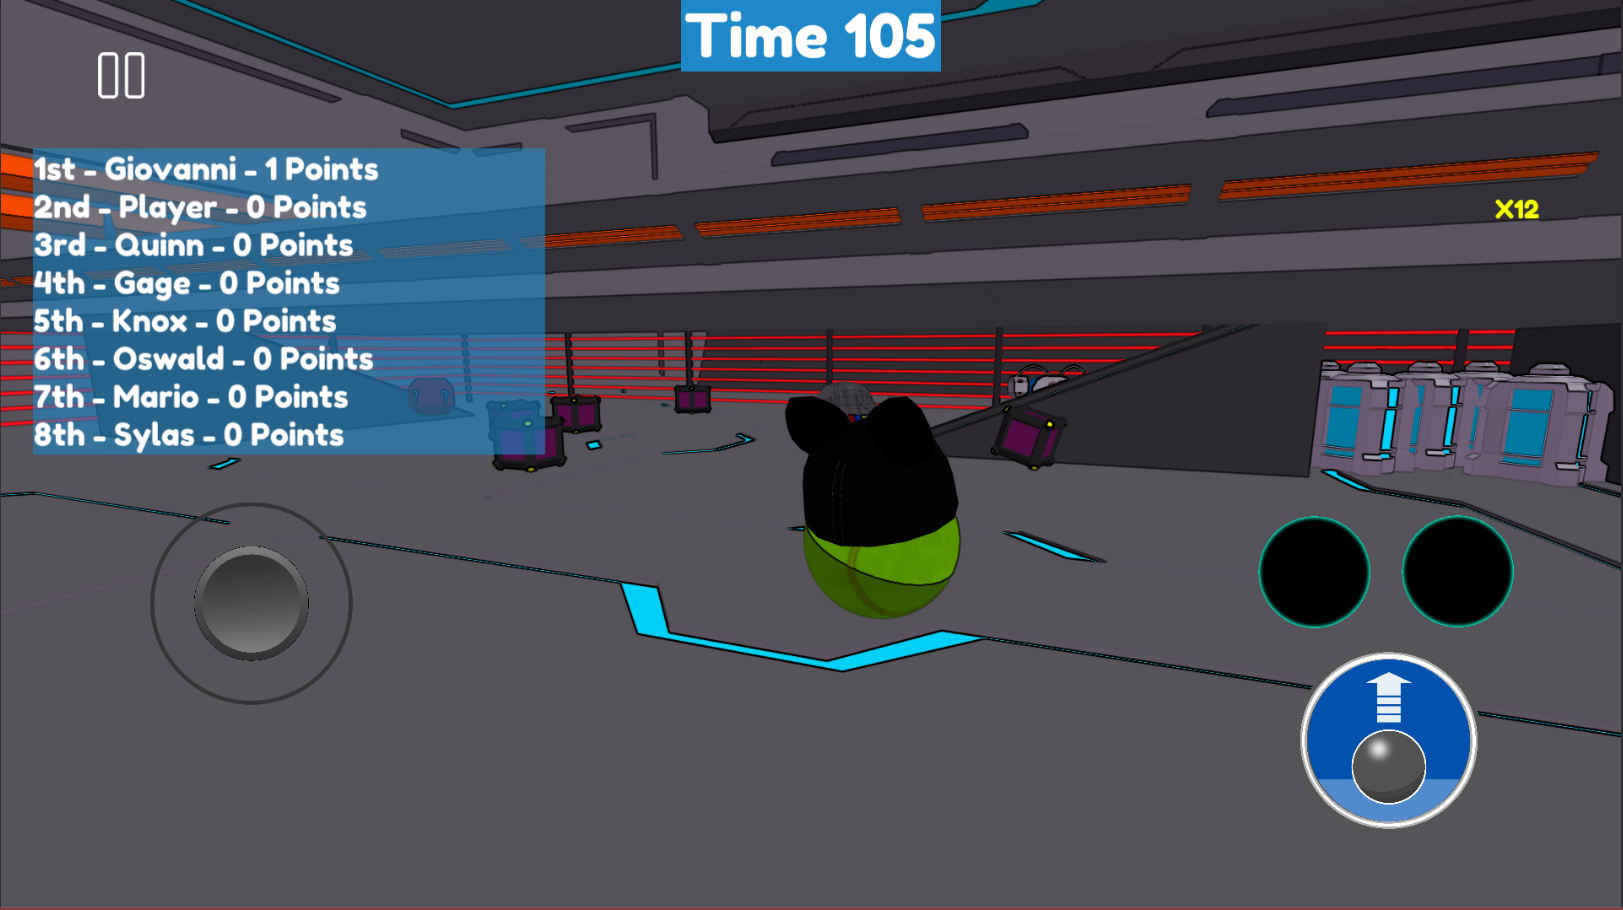 Time 105
1st - Giovanni - 1 Points
2nd - Player - 0 Points
3rd - Quinn - 0 Points
4th - Gage - 0 Points
5th - Knox - 0 Points
6th - Oswald - 0 Points
7th - Mario - 0 Points
8th - Sylas - 0 Points
X12